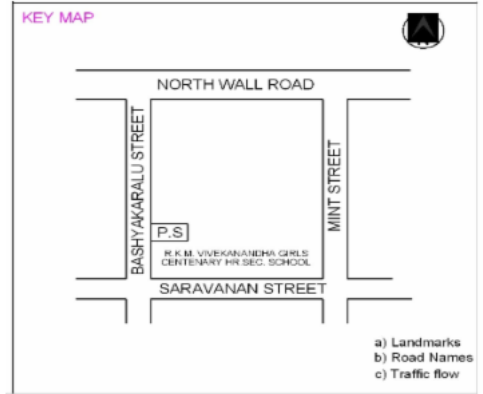 KEY MAP
NORTH WALL ROAD
BASHYAKARALU STREET
MINT STREET
P.S
R.K.M. VIVEKANANDHA GIRLS
CENTENARY HR.SEC. SCHOOL
SARAVANAN STREET
a) Landmarks
b) Road Names
c) Traffic flow